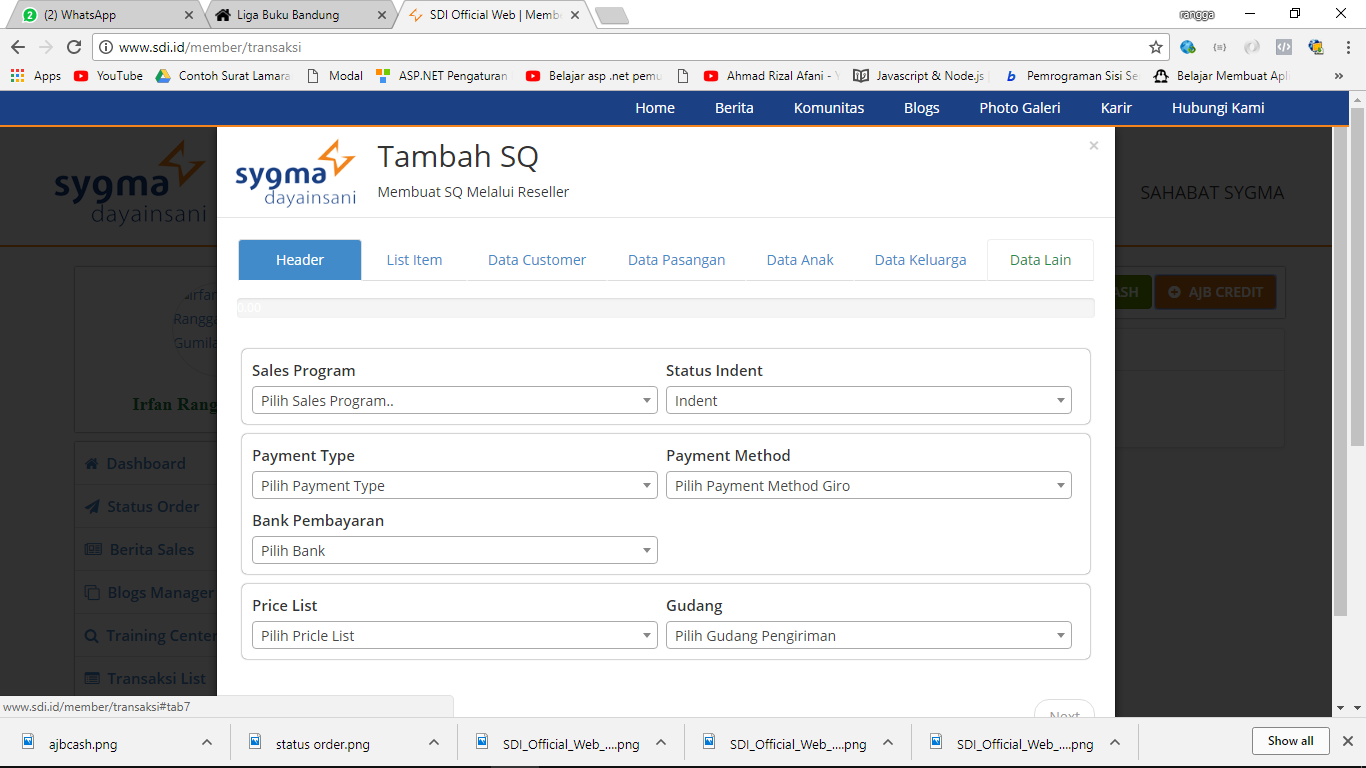 (2) WhatsApp
Liga Buku Bandung
SDI Official Web | Membe
rangga
www.sdi.id/member/transaksi
Apps
YouTube
Contoh Surat Lamara
Modal
ASP.NET Pengaturan
Belajar asp .net pemu
Ahmad Rizal Afani - Y
Javascript & Node.js
Pemrograman Sisi Se
Belajar Membuat Apli
Home Berita Komunitas Blogs Photo Galeri Karir Hubungi Kami
sygma
dayainsani
SAHABAT SYGMA
sygma
dayainsani
Tambah SQ
Membuat SQ Melalui Reseller
×
Header List Item Data Customer Data Pasangan Data Anak Data Keluarga Data Lain
0.00
Irfan
Rangga
Gumila
Irfan Rang
ASH
AJB CREDIT
Dashboard
Status Order
Berita Sales
Blogs Manager
Training Center
Transaksi List
Sales Program
Pilih Sales Program..
Status Indent
Indent
Payment Type
Pilih Payment Type
Payment Method
Pilih Payment Method Giro
Bank Pembayaran
Pilih Bank
Price List
Pilih Pricle List
Gudang
Pilih Gudang Pengiriman
Next
www.sdi.id/member/transaksi#tab7
ajbcash.png
status order.png
SDI_Official_Web_....png
SDI_Official_Web_....png
SDI_Official_Web_....png
Show all